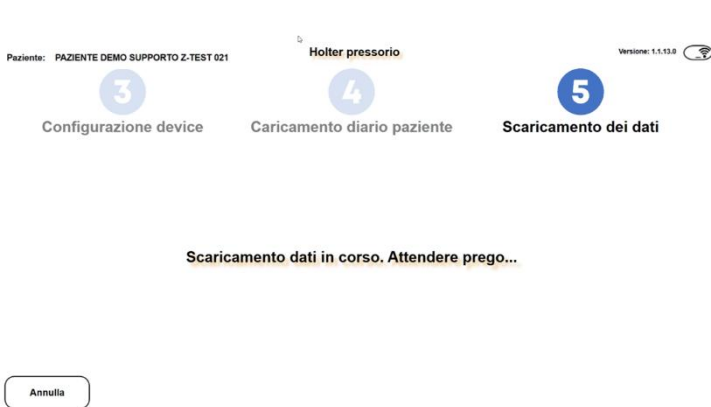 Holter pressorio
Paziente: PAZIENTE DEMO SUPPORTO Z-TEST 021
Versione: 1.1.13.0
3
4
5
Configurazione device
Caricamento diario paziente
Scaricamento dei dati
Scaricamento dati in corso. Attendere prego...
Annulla